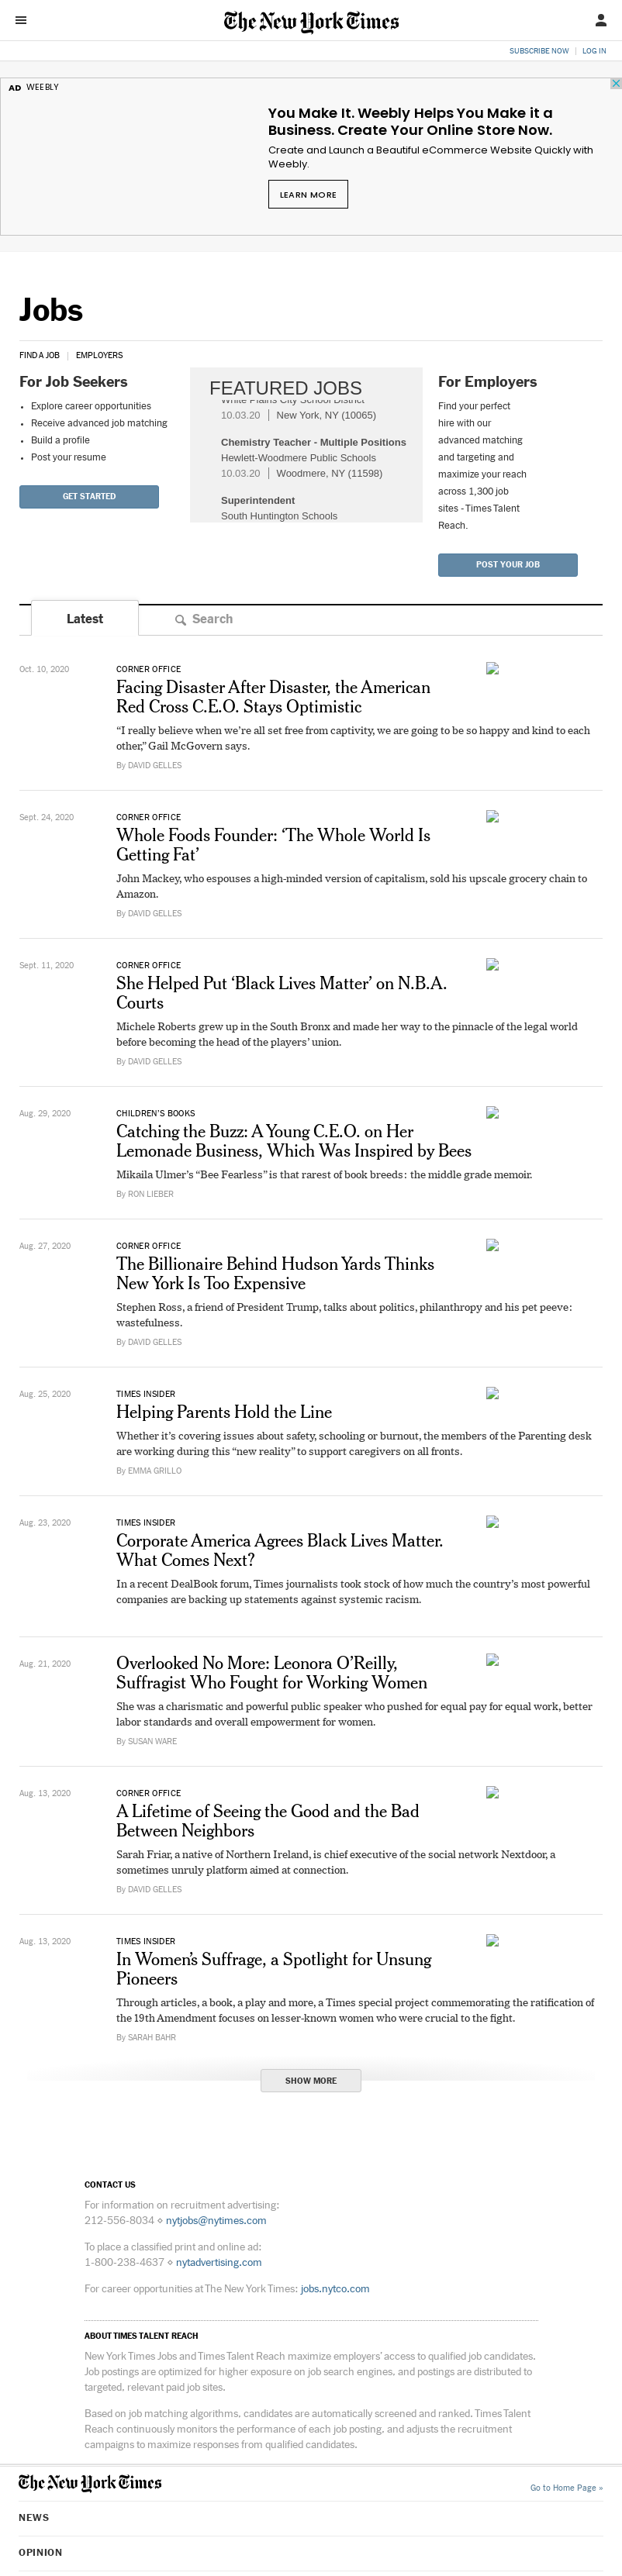 The New York Times
SUBSCRIBE NOW | LOG IN
AD WEEBLY
You Make It. Weebly Helps You Make it a
Business. Create Your Online Store Now.
Create and Launch a Beautiful eCommerce Website Quickly with
Weebly.
LEARN MORE
Jobs
FIND A JOB | EMPLOYERS
For Job Seekers
• Explore career opportunities
• Receive advanced job matching
• Build a profile
• Post your resume
GET STARTED
FEATURED JOBS
White Plains City School District
10.03.20 | New York, NY (10065)
Chemistry Teacher - Multiple Positions
Hewlett-Woodmere Public Schools
10.03.20 | Woodmere, NY (11598)
Superintendent
South Huntington Schools
For Employers
Find your perfect
hire with our
advanced matching
and targeting and
maximize your reach
across 1,300 job
sites - Times Talent
Reach.
POST YOUR JOB
Latest
Search
Oct. 10, 2020
CORNER OFFICE
Facing Disaster After Disaster, the American
Red Cross C.E.O. Stays Optimistic
“I really believe when we’re all set free from captivity, we are going to be so happy and kind to each
other,” Gail McGovern says.
By DAVID GELLES
Sept. 24, 2020
CORNER OFFICE
Whole Foods Founder: ‘The Whole World Is
Getting Fat’
John Mackey, who espouses a high-minded version of capitalism, sold his upscale grocery chain to
Amazon.
By DAVID GELLES
Sept. 11, 2020
CORNER OFFICE
She Helped Put ‘Black Lives Matter’ on N.B.A.
Courts
Michele Roberts grew up in the South Bronx and made her way to the pinnacle of the legal world
before becoming the head of the players’ union.
By DAVID GELLES
Aug. 29, 2020
CHILDREN’S BOOKS
Catching the Buzz: A Young C.E.O. on Her
Lemonade Business, Which Was Inspired by Bees
Mikaila Ulmer’s “Bee Fearless” is that rarest of book breeds: the middle grade memoir.
By RON LIEBER
Aug. 27, 2020
CORNER OFFICE
The Billionaire Behind Hudson Yards Thinks
New York Is Too Expensive
Stephen Ross, a friend of President Trump, talks about politics, philanthropy and his pet peeve:
wastefulness.
By DAVID GELLES
Aug. 25, 2020
TIMES INSIDER
Helping Parents Hold the Line
Whether it’s covering issues about safety, schooling or burnout, the members of the Parenting desk
are working during this “new reality” to support caregivers on all fronts.
By EMMA GRILLO
Aug. 23, 2020
TIMES INSIDER
Corporate America Agrees Black Lives Matter.
What Comes Next?
In a recent DealBook forum, Times journalists took stock of how much the country’s most powerful
companies are backing up statements against systemic racism.
Aug. 21, 2020
Overlooked No More: Leonora O’Reilly,
Suffragist Who Fought for Working Women
She was a charismatic and powerful public speaker who pushed for equal pay for equal work, better
labor standards and overall empowerment for women.
By SUSAN WARE
Aug. 13, 2020
CORNER OFFICE
A Lifetime of Seeing the Good and the Bad
Between Neighbors
Sarah Friar, a native of Northern Ireland, is chief executive of the social network Nextdoor, a
sometimes unruly platform aimed at connection.
By DAVID GELLES
Aug. 13, 2020
TIMES INSIDER
In Women’s Suffrage, a Spotlight for Unsung
Pioneers
Through articles, a book, a play and more, a Times special project commemorating the ratification of
the 19th Amendment focuses on lesser-known women who were crucial to the fight.
By SARAH BAHR
SHOW MORE
CONTACT US
For information on recruitment advertising:
212-556-8034 ⋄ nytjobs@nytimes.com
To place a classified print and online ad:
1-800-238-4637 ⋄ nytadvertising.com
For career opportunities at The New York Times: jobs.nytco.com
ABOUT TIMES TALENT REACH
New York Times Jobs and Times Talent Reach maximize employers’ access to qualified job candidates.
Job postings are optimized for higher exposure on job search engines, and postings are distributed to
targeted, relevant paid job sites.
Based on job matching algorithms, candidates are automatically screened and ranked. Times Talent
Reach continuously monitors the performance of each job posting, and adjusts the recruitment
campaigns to maximize responses from qualified candidates.
The New York Times
Go to Home Page »
NEWS
OPINION